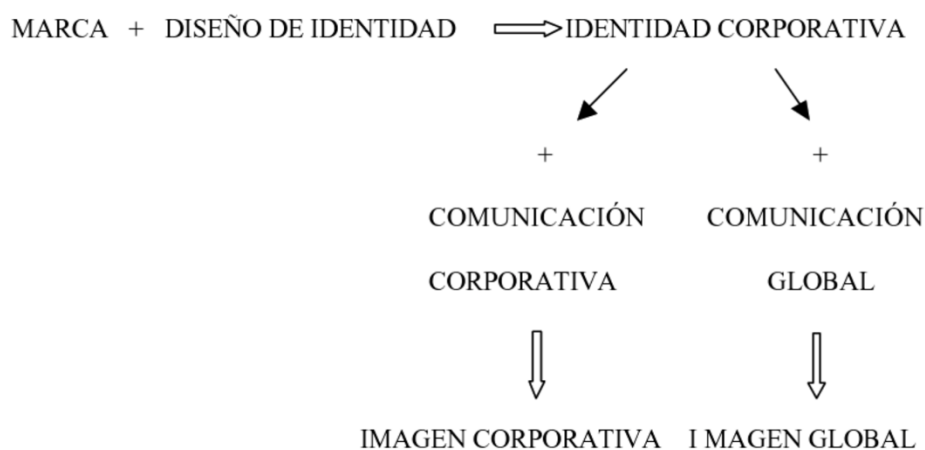 MARCA + DISEÑO DE IDENTIDAD IDENTIDAD CORPORATIVA
+ +
COMUNICACIÓN COMUNICACIÓN
CORPORATIVA GLOBAL
IMAGEN CORPORATIVA I MAGEN GLOBAL